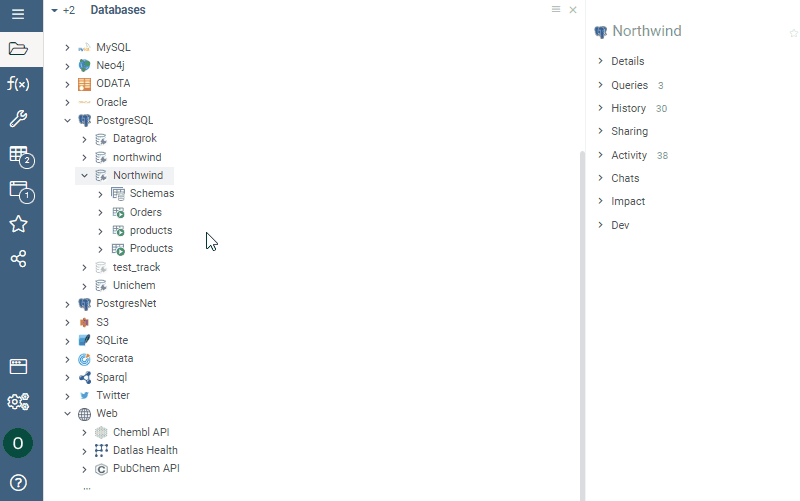 +2 Databases
MySQL
Neo4j
ODATA
Oracle
PostgreSQL
Datagrok
northwind
Northwind
Schemas
Orders
products
Products
test_track
Unichem
PostgresNet
S3
SQLite
Socrata
Sparql
Twitter
Web
Chembl API
Datlas Health
PubChem API
...
f(x)
2
1
O
Northwind
Details
Queries 3
History 30
Sharing
Activity 38
Chats
Impact
Dev